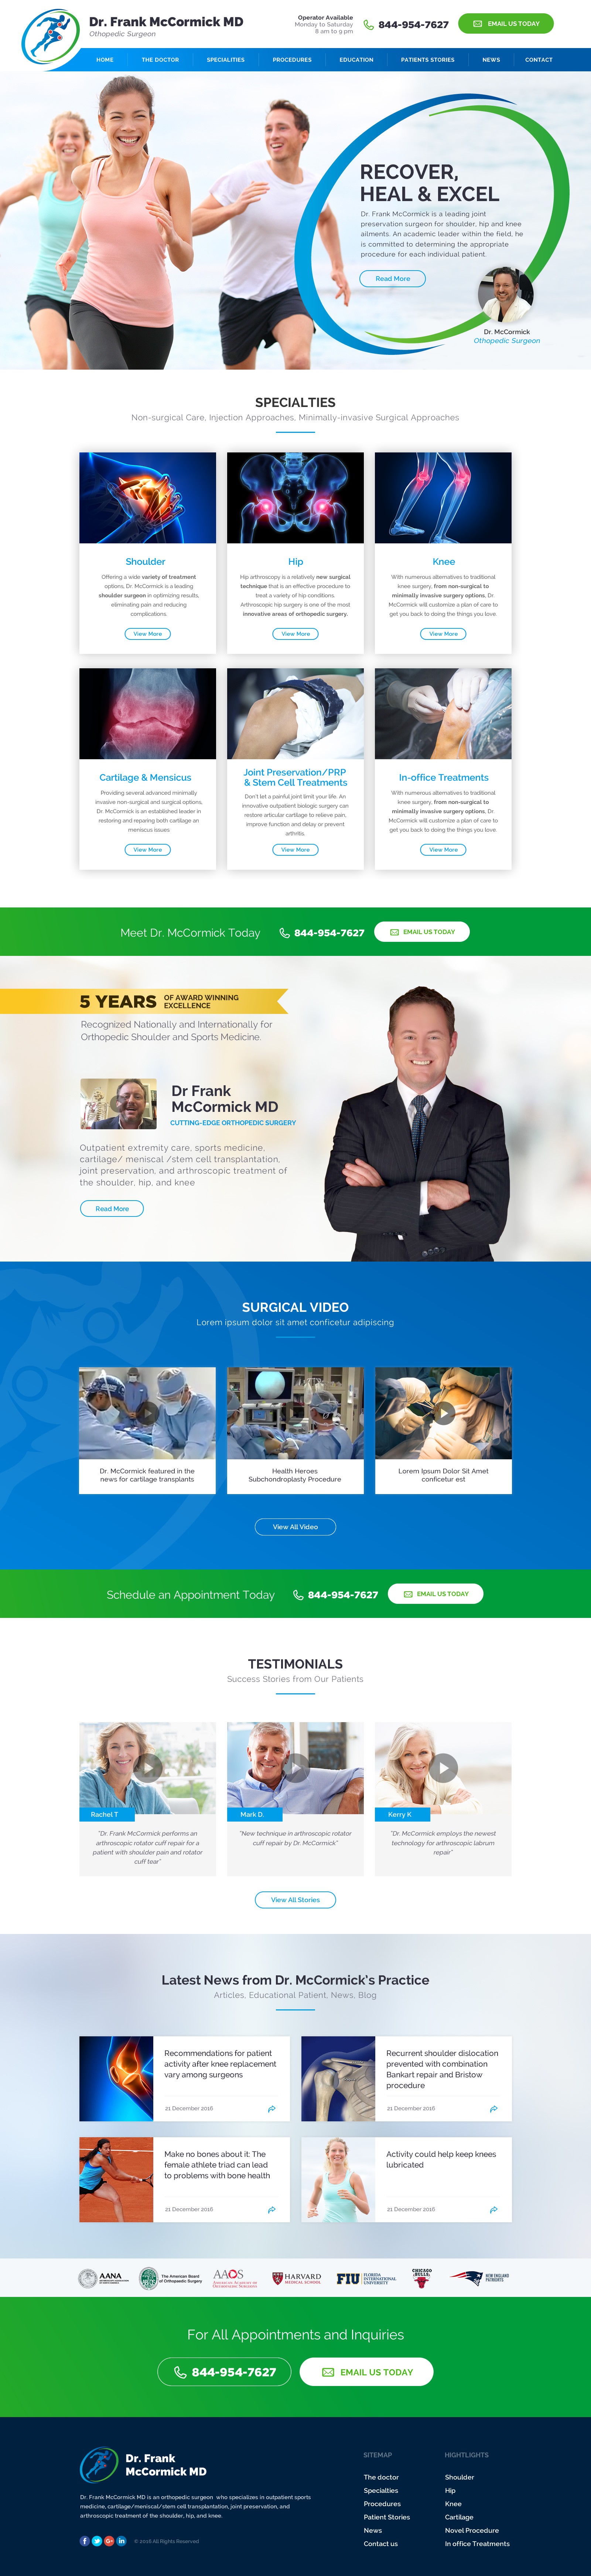 Dr. Frank McCormick MD
Othopedic Surgeon
Operator Available
Monday to Saturday
8 am to 9 pm
844-954-7627
EMAIL US TODAY
HOME
THE DOCTOR
SPECIALITIES
PROCEDURES
EDUCATION
PATIENTS STORIES
NEWS
CONTACT
RECOVER,
HEAL & EXCEL
Dr. Frank McCormick is a leading joint
preservation surgeon for shoulder, hip and knee
ailments. An academic leader within the field, he
is committed to determining the appropriate
procedure for each individual patient.
Read More
Dr. McCormick
Othopedic Surgeon
SPECIALTIES
Non-surgical Care, Injection Approaches, Minimally-invasive Surgical Approaches
Shoulder
Offering a wide variety of treatment
options, Dr. McCormick is a leading
shoulder surgeon in optimizing results,
eliminating pain and reducing
complications.
View More
Hip
Hip arthroscopy is a relatively new surgical
technique that is an effective procedure to
treat a variety of hip conditions.
Arthroscopic hip surgery is one of the most
innovative areas of orthopedic surgery.
View More
Knee
With numerous alternatives to traditional
knee surgery, from non-surgical to
minimally invasive surgery options, Dr.
McCormick will customize a plan of care to
get you back to doing the things you love.
View More
Cartilage & Mensicus
Providing several advanced minimally
invasive non-surgical and surgical options,
Dr. McCormick is an established leader in
restoring and reparing both cartilage an
meniscus issues
View More
Joint Preservation/PRP
& Stem Cell Treatments
Don't let a painful joint limit your life. An
innovative outpatient biologic surgery can
restore articular cartilage to relieve pain,
improve function and delay or prevent
arthritis.
View More
In-office Treatments
With numerous alternatives to traditional
knee surgery, from non-surgical to
minimally invasive surgery options, Dr.
McCormick will customize a plan of care to
get you back to doing the things you love.
View More
Meet Dr. McCormick Today
844-954-7627
EMAIL US TODAY
5 YEARS
OF AWARD WINNING
EXCELLENCE
Recognized Nationally and Internationally for
Orthopedic Shoulder and Sports Medicine.
Dr Frank
McCormick MD
CUTTING-EDGE ORTHOPEDIC SURGERY
Outpatient extremity care, sports medicine,
cartilage/ meniscal /stem cell transplantation,
joint preservation, and arthroscopic treatment of
the shoulder, hip, and knee
Read More
SURGICAL VIDEO
Lorem ipsum dolor sit amet conficetur adipiscing
Dr. McCormick featured in the
news for cartilage transplants
Health Heroes
Subchondroplasty Procedure
Lorem Ipsum Dolor Sit Amet
conficetur est
View All Video
Schedule an Appointment Today
844-954-7627
EMAIL US TODAY
TESTIMONIALS
Success Stories from Our Patients
Rachel T
"Dr. Frank McCormick performs an
arthroscopic rotator cuff repair for a
patient with shoulder pain and rotator
cuff tear"
Mark D.
"New technique in arthroscopic rotator
cuff repair by Dr. McCormick"
Kerry K
"Dr. McCormick employs the newest
technology for arthroscopic labrum
repair"
View All Stories
Latest News from Dr. McCormick's Practice
Articles, Educational Patient, News, Blog
Recommendations for patient
activity after knee replacement
vary among surgeons
21 December 2016
Recurrent shoulder dislocation
prevented with combination
Bankart repair and Bristow
procedure
21 December 2016
Make no bones about it: The
female athlete triad can lead
to problems with bone health
21 December 2016
Activity could help keep knees
lubricated
21 December 2016
AANA
The American Board
of Orthopaedic Surgery
AAOS
American Academy of
Orthopaedic Surgeons
HARVARD
MEDICAL SCHOOL
FIU
FLORIDA
INTERNATIONAL
UNIVERSITY
CHICAGO
BULLS
NEW ENGLAND
PATRIOTS
For All Appointments and Inquiries
844-954-7627
EMAIL US TODAY
Dr. Frank
McCormick MD
Dr. Frank McCormick MD is an orthopedic surgeon who specializes in outpatient sports
medicine, cartilage/meniscal/stem cell transplantation, joint preservation, and
arthroscopic treatment of the shoulder, hip, and knee.
© 2016 All Rights Reserved
SITEMAP
The doctor
Specialties
Procedures
Patient Stories
News
Contact us
HIGHTLIGHTS
Shoulder
Hip
Knee
Cartilage
Novel Procedure
In office Treatments